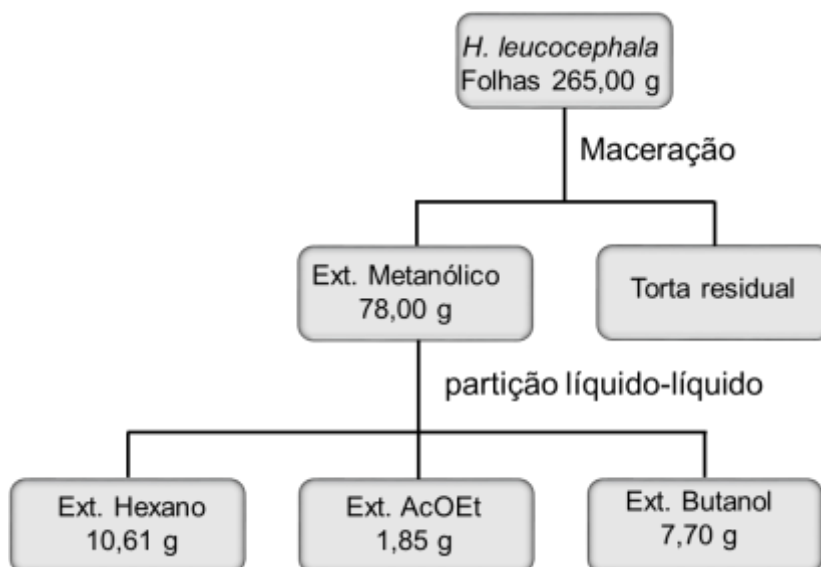 H. leucocephala
Folhas 265,00 g
Maceração
Ext. Metanólico
78,00 g
Torta residual
partição líquido-líquido
Ext. Hexano
10,61 g
Ext. AcOEt
1,85 g
Ext. Butanol
7,70 g